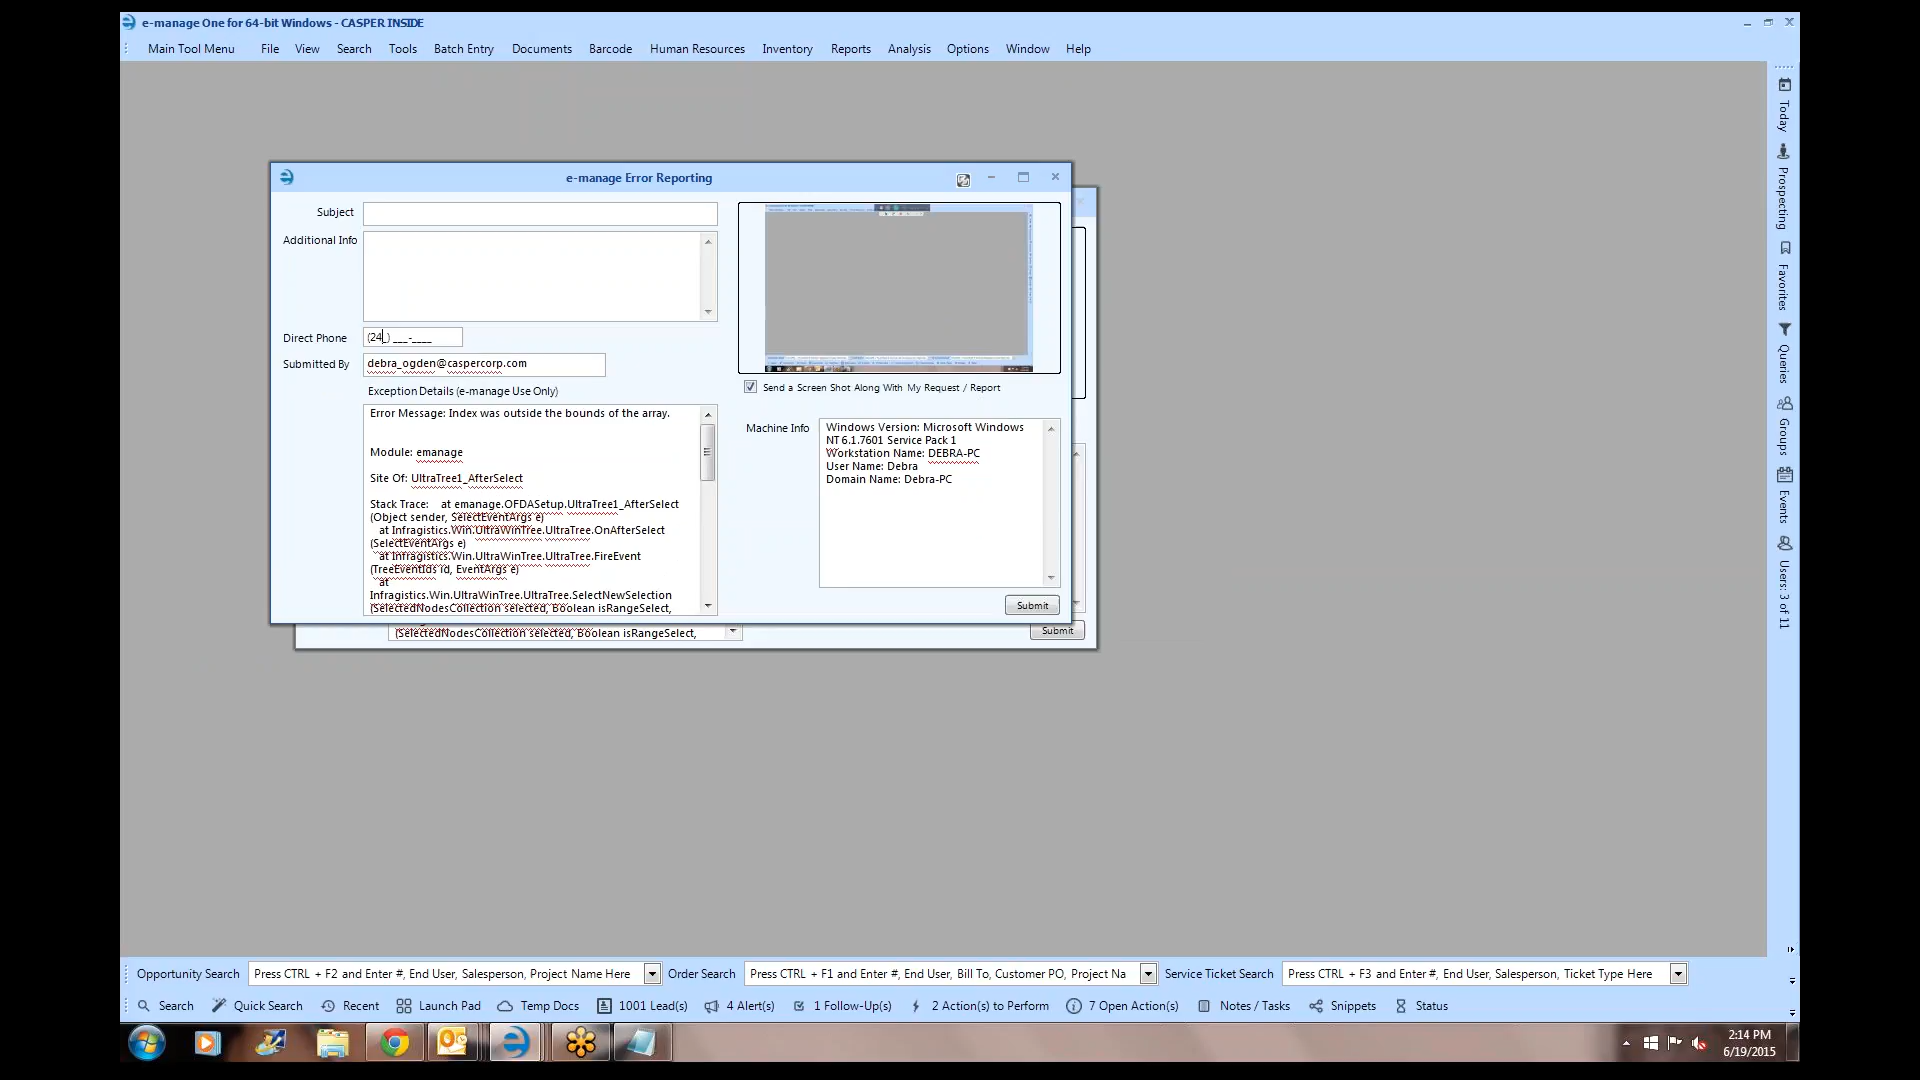 e-manage One for 64-bit Windows - CASPER INSIDE
Main Tool Menu File View Search Tools Batch Entry Documents Barcode Human Resources Inventory Reports Analysis Options Window Help
e-manage Error Reporting
Subject
Additional Info
Direct Phone (24_) ___-____
Submitted By debra_ogden@caspercorp.com
Exception Details (e-manage Use Only)
Error Message: Index was outside the bounds of the array.
Module: emanage
Site Of: UltraTree1_AfterSelect
Stack Trace: at emanage.OFDASetup.UltraTree1_AfterSelect
(Object sender, SelectEventArgs e)
at Infragistics.Win.UltraWinTree.UltraTree.OnAfterSelect
(SelectEventArgs e)
at Infragistics.Win.UltraWinTree.UltraTree.FireEvent
(TreeEventIds id, EventArgs e)
at
Infragistics.Win.UltraWinTree.UltraTree.SelectNewSelection
(SelectedNodesCollection selected, Boolean isRangeSelect,
Send a Screen Shot Along With My Request / Report
Machine Info
Windows Version: Microsoft Windows
NT 6.1.7601 Service Pack 1
Workstation Name: DEBRA-PC
User Name: Debra
Domain Name: Debra-PC
Submit
(SelectedNodesCollection selected, Boolean isRangeSelect,
Submit
Today
Prospecting
Favorites
Queries
Groups
Events
Users: 3 of 11
Opportunity Search Press CTRL + F2 and Enter #, End User, Salesperson, Project Name Here Order Search Press CTRL + F1 and Enter #, End User, Bill To, Customer PO, Project Na Service Ticket Search Press CTRL + F3 and Enter #, End User, Salesperson, Ticket Type Here
Search Quick Search Recent Launch Pad Temp Docs 1001 Lead(s) 4 Alert(s) 1 Follow-Up(s) 2 Action(s) to Perform 7 Open Action(s) Notes / Tasks Snippets Status
2:14 PM
6/19/2015